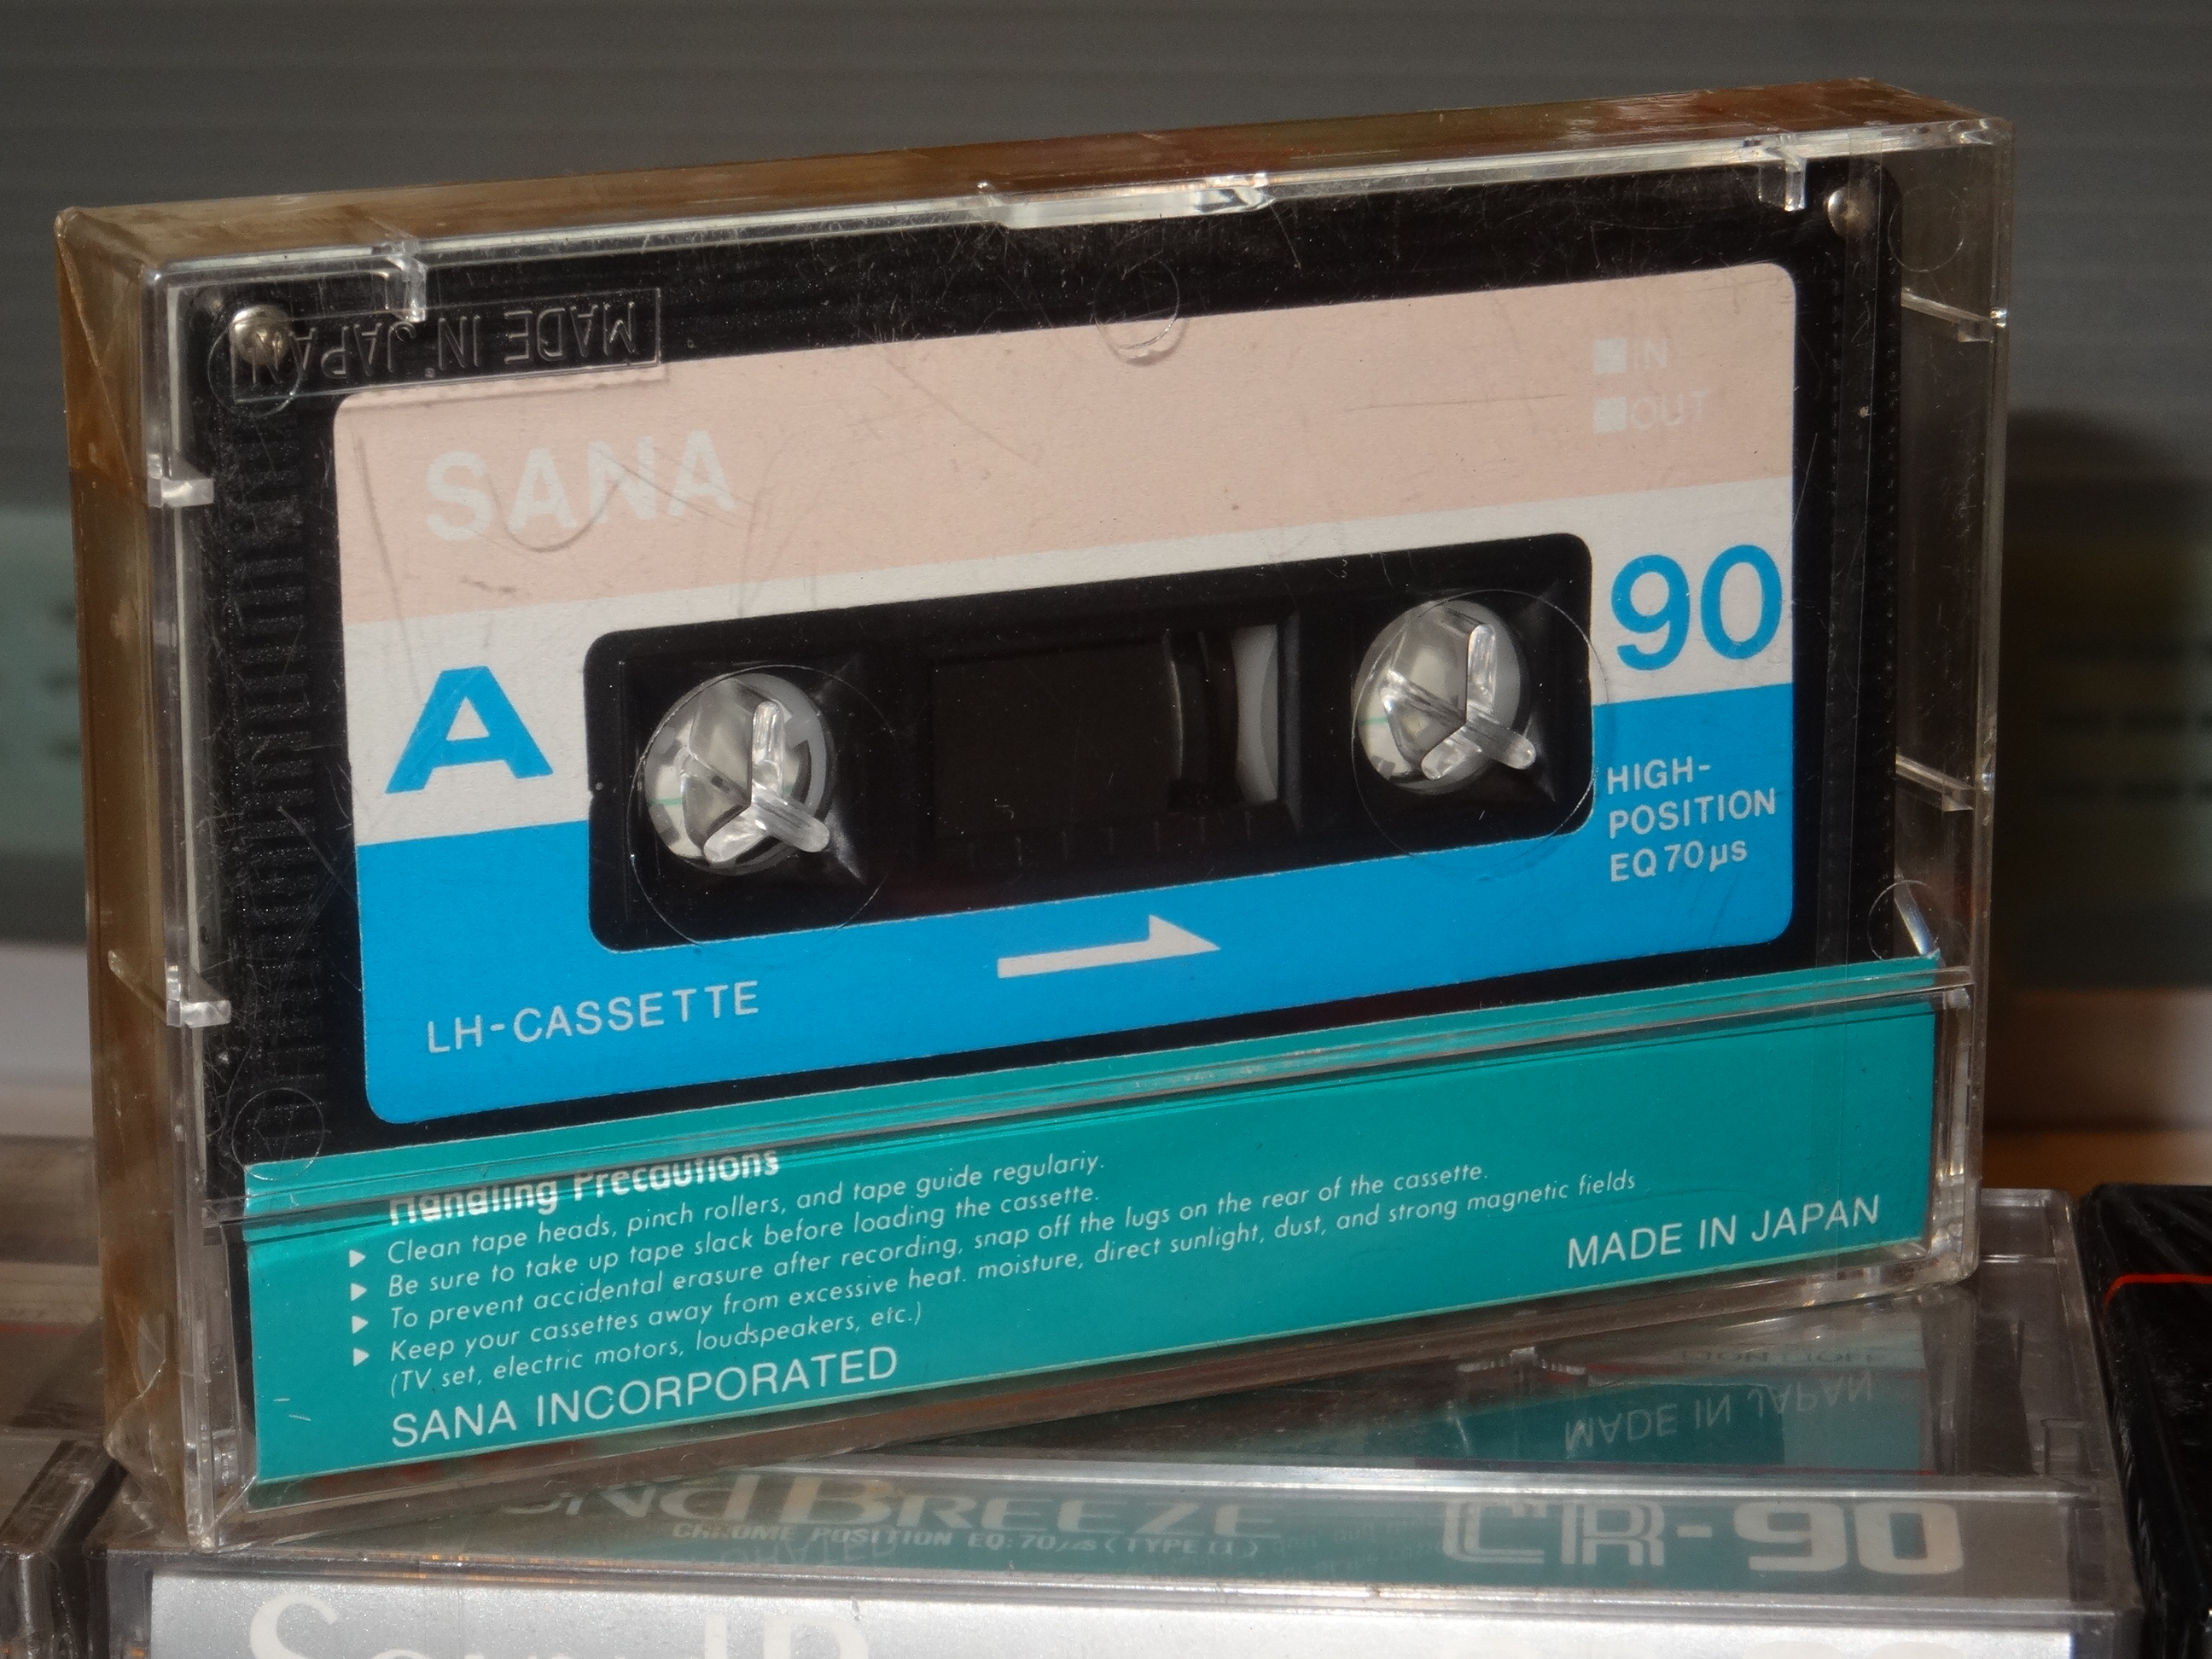 MADE IN JAPAN
SANA
IN
OUT
A
90
HIGH-
POSITION
EQ 70µs
LH-CASSETTE
Handling Precautions
▶ Clean tape heads, pinch rollers, and tape guide regulariy.
▶ Be sure to take up tape slack before loading the cassette.
▶ To prevent accidental erasure after recording, snap off the lugs on the rear of the cassette.
▶ Keep your cassettes away from excessive heat. moisture, direct sunlight, dust, and strong magnetic fields
(TV set, electric motors, loudspeakers, etc.)
SANA INCORPORATED
MADE IN JAPAN
MADE IN JAPAN
BREEZE
CR-90
CHROME POSITION EQ:70µs (TYPE II)